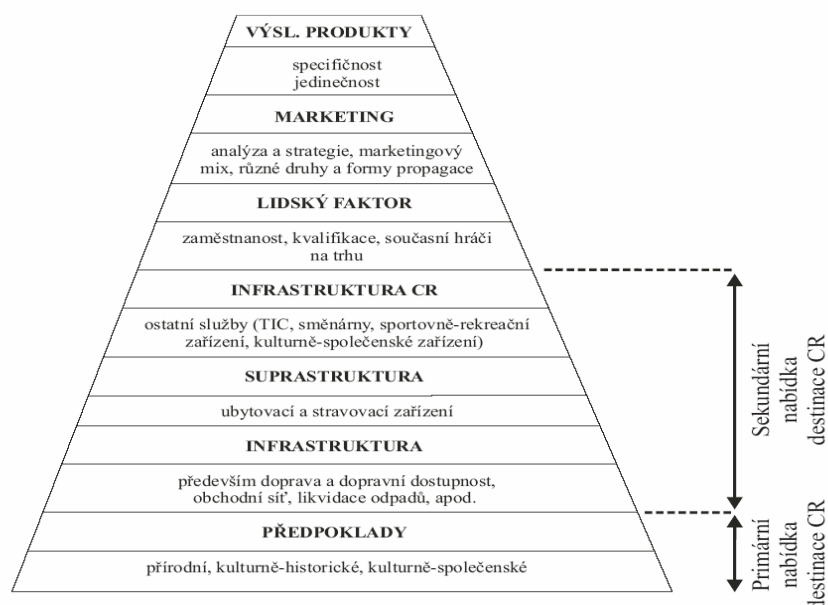 VÝSL. PRODUKTY
specifičnost
jedinečnost
MARKETING
analýza a strategie, marketingový
mix, různé druhy a formy propagace
LIDSKÝ FAKTOR
zaměstnanost, kvalifikace, současní hráči
na trhu
INFRASTRUKTURA CR
ostatní služby (TIC, směnárny, sportovně-rekreační
zařízení, kulturně-společenské zařízení)
SUPRASTRUKTURA
ubytovací a stravovací zařízení
INFRASTRUKTURA
především doprava a dopravní dostupnost,
obchodní síť, likvidace odpadů, apod.
PŘEDPOKLADY
přírodní, kulturně-historické, kulturně-společenské
Sekundární
nabídka
destinace CR
Primární
nabídka
destinace CR